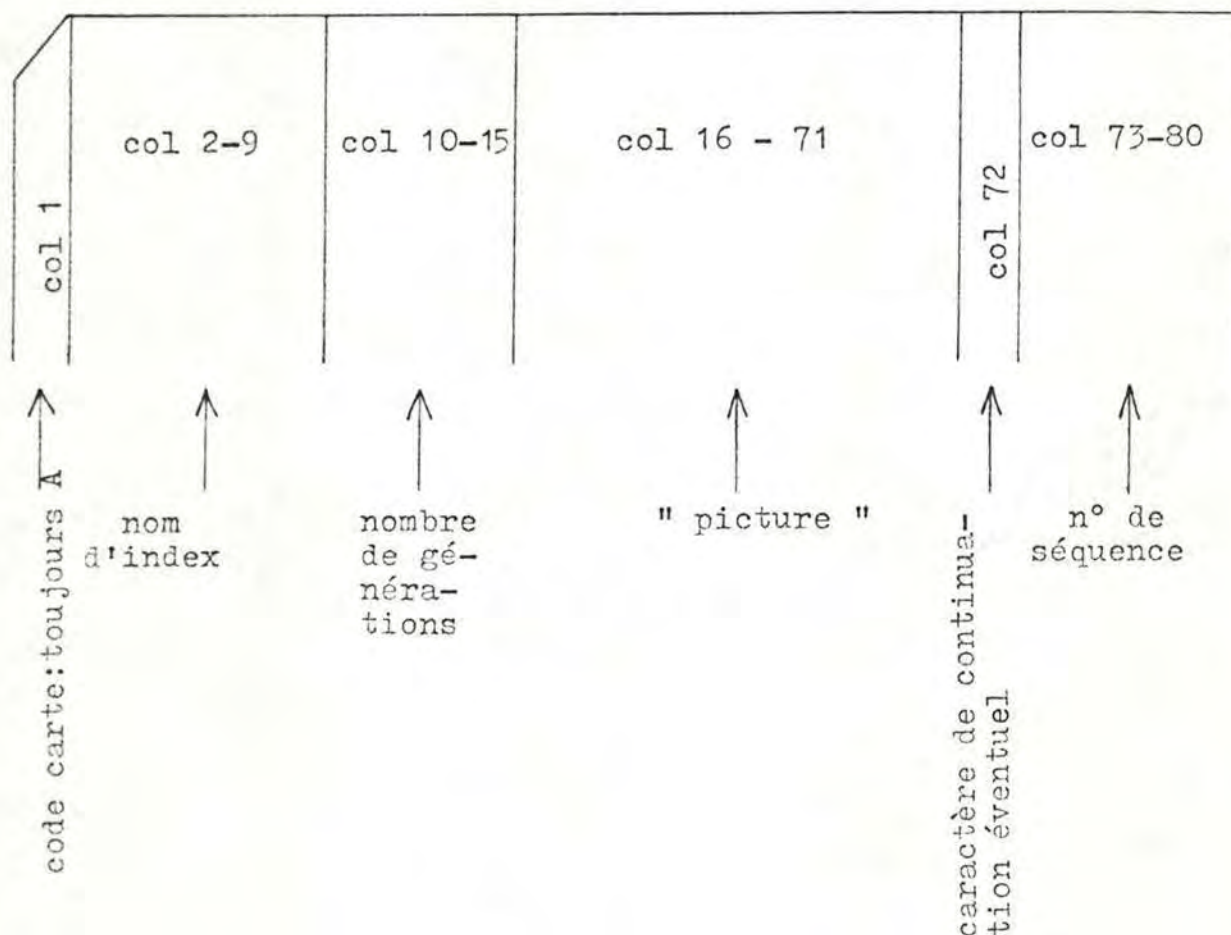 col 1
col 2-9
col 10-15
col 16 - 71
col 72
col 73-80
code carte:toujours A
nom
d'index
nombre
de gé-
néra-
tions
" picture "
caractère de continua-
tion éventuel
n° de
séquence